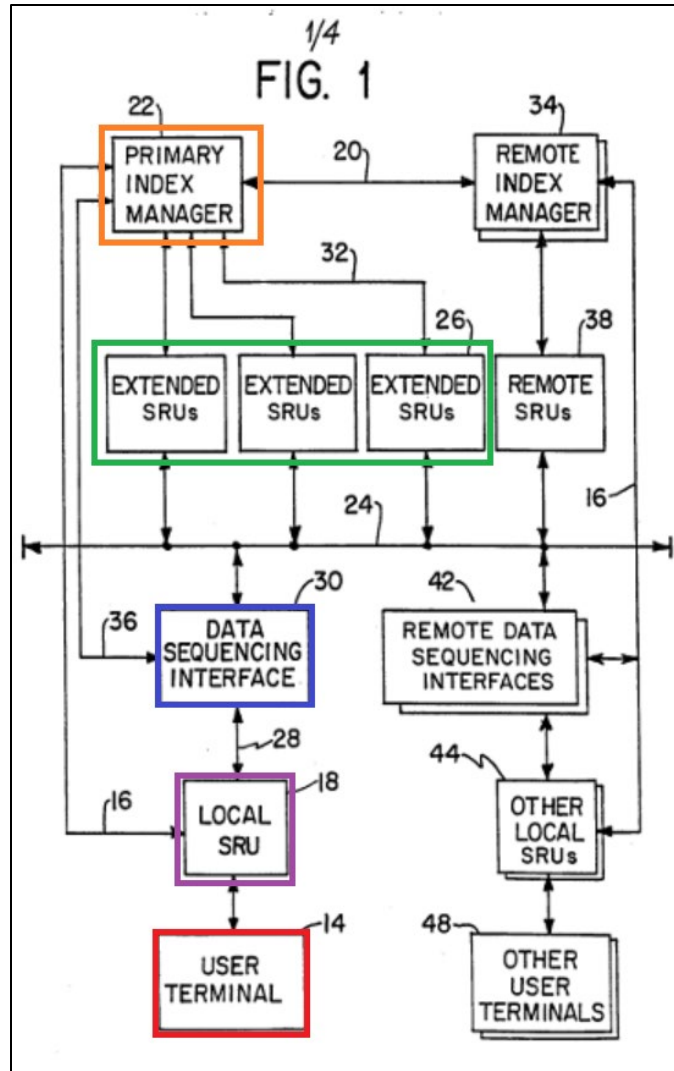 1/4
FIG. 1
22
PRIMARY
INDEX
MANAGER
20
34
REMOTE
INDEX
MANAGER
32
26
38
EXTENDED
SRUs
EXTENDED
SRUs
EXTENDED
SRUs
REMOTE
SRUs
16
24
30
42
36
DATA
SEQUENCING
INTERFACE
REMOTE DATA
SEQUENCING
INTERFACES
28
18
44
16
LOCAL
SRU
OTHER
LOCAL
SRUs
14
48
USER
TERMINAL
OTHER
USER
TERMINALS